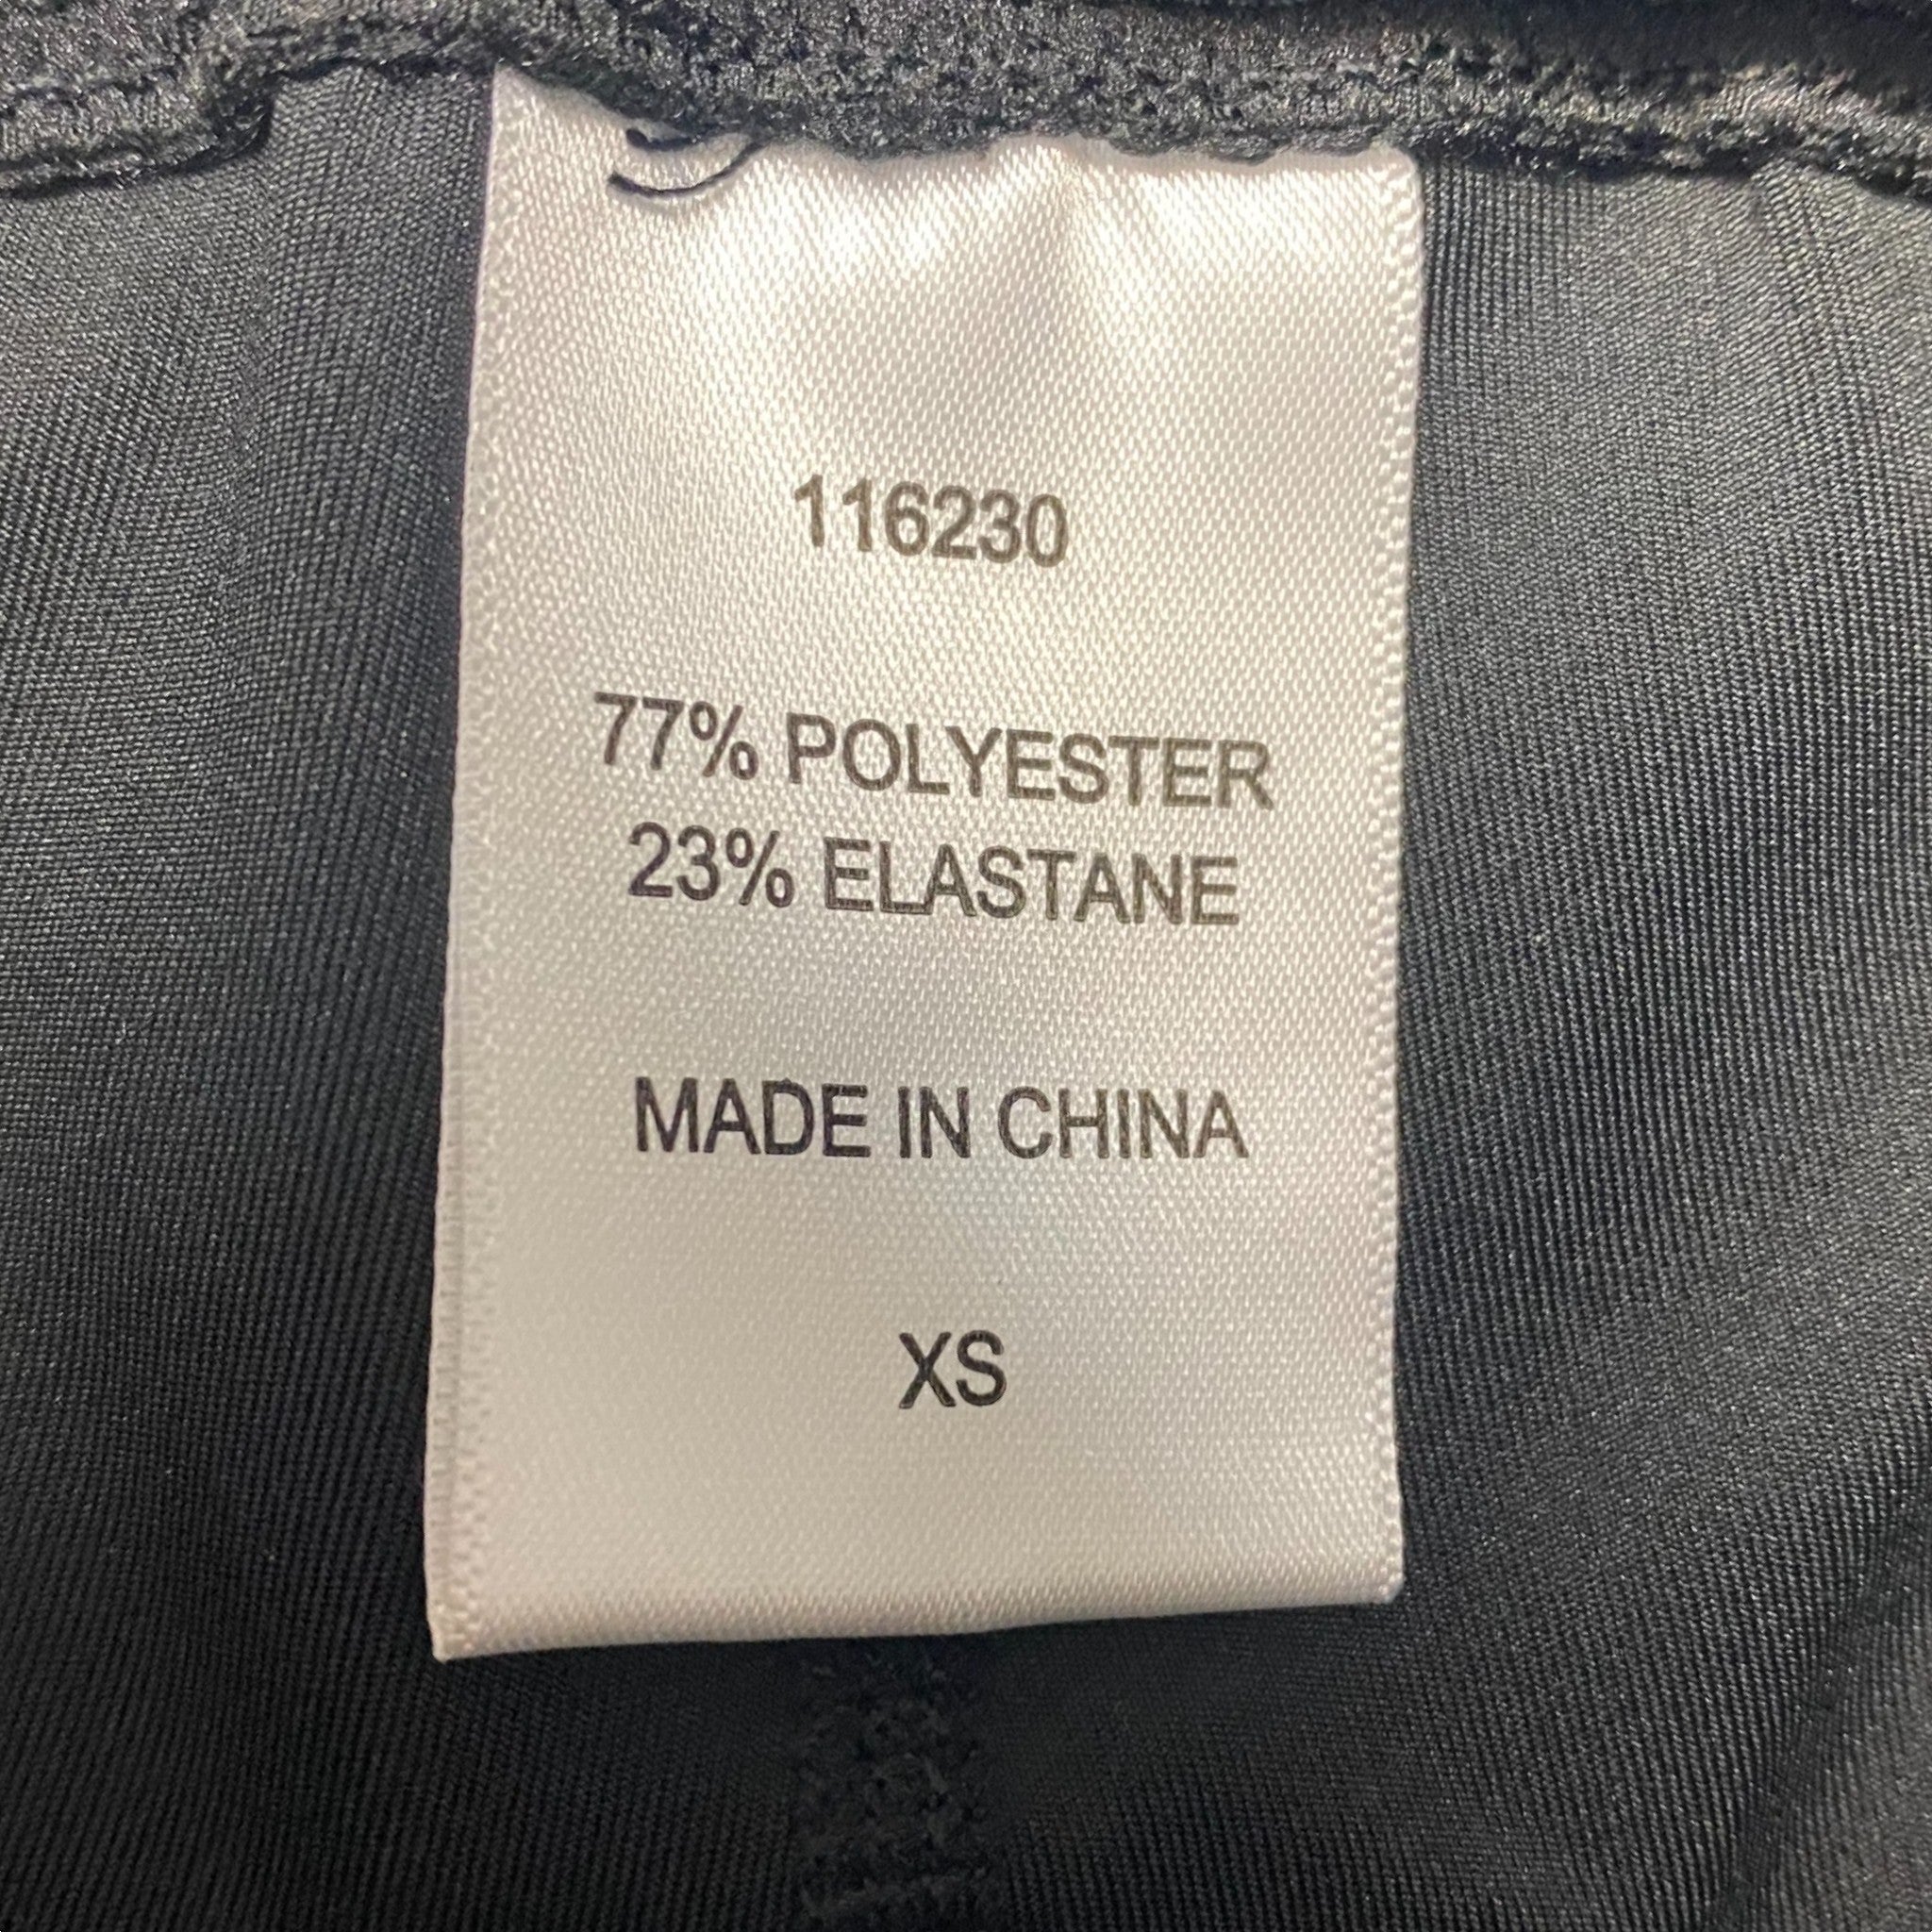 116230
77% POLYESTER
23% ELASTANE
MADE IN CHINA
XS